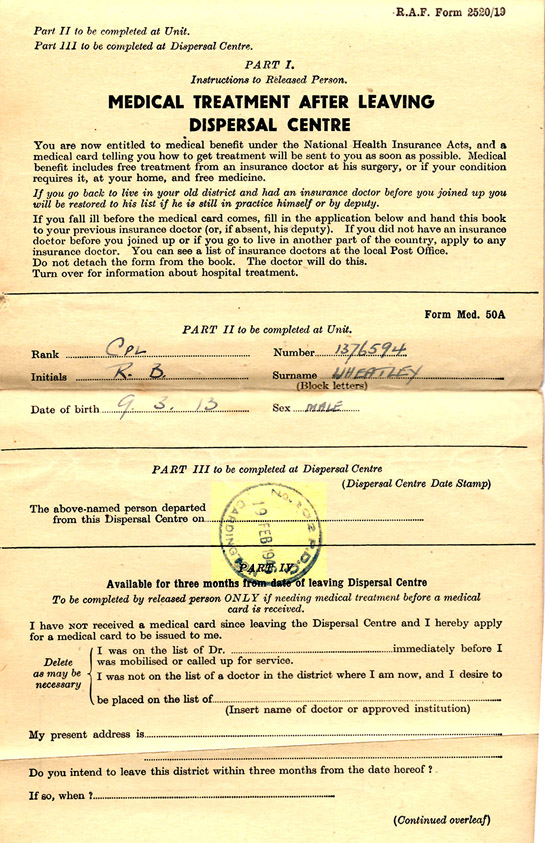 R.A.F. Form 2520/19
Part II to be completed at Unit.
Part III to be completed at Dispersal Centre.
PART I.
Instructions to Released Person.
MEDICAL TREATMENT AFTER LEAVING
DISPERSAL CENTRE
You are now entitled to medical benefit under the National Health Insurance Acts, and a
medical card telling you how to get treatment will be sent to you as soon as possible. Medical
benefit includes free treatment from an insurance doctor at his surgery, or if your condition
requires it, at your home, and free medicine.
If you go back to live in your old district and had an insurance doctor before you joined up you
will be restored to his list if he is still in practice himself or by deputy.
If you fall ill before the medical card comes, fill in the application below and hand this book
to your previous insurance doctor (or, if absent, his deputy). If you did not have an insurance
doctor before you joined up or if you go to live in another part of the country, apply to any
insurance doctor. You can see a list of insurance doctors at the local Post Office.
Do not detach the form from the book. The doctor will do this.
Turn over for information about hospital treatment.
Form Med. 50A
PART II to be completed at Unit.
Rank CPL Number 1376594
Initials R. B. Surname WHEATLEY
(Block letters)
Date of birth 9. 3. 13 Sex MALE
PART III to be completed at Dispersal Centre
(Dispersal Centre Date Stamp)
The above-named person departed
from this Dispersal Centre on
19 FEB
PART IV
Available for three months from date of leaving Dispersal Centre
To be completed by released person ONLY if needing medical treatment before a medical
card is received.
I have NOT received a medical card since leaving the Dispersal Centre and I hereby apply
for a medical card to be issued to me.
Delete as may be necessary
I was on the list of Dr. immediately before I
was mobilised or called up for service.
I was not on the list of a doctor in the district where I am now, and I desire to
be placed on the list of
(Insert name of doctor or approved institution)
My present address is
Do you intend to leave this district within three months from the date hereof ?
If so, when ?
(Continued overleaf)